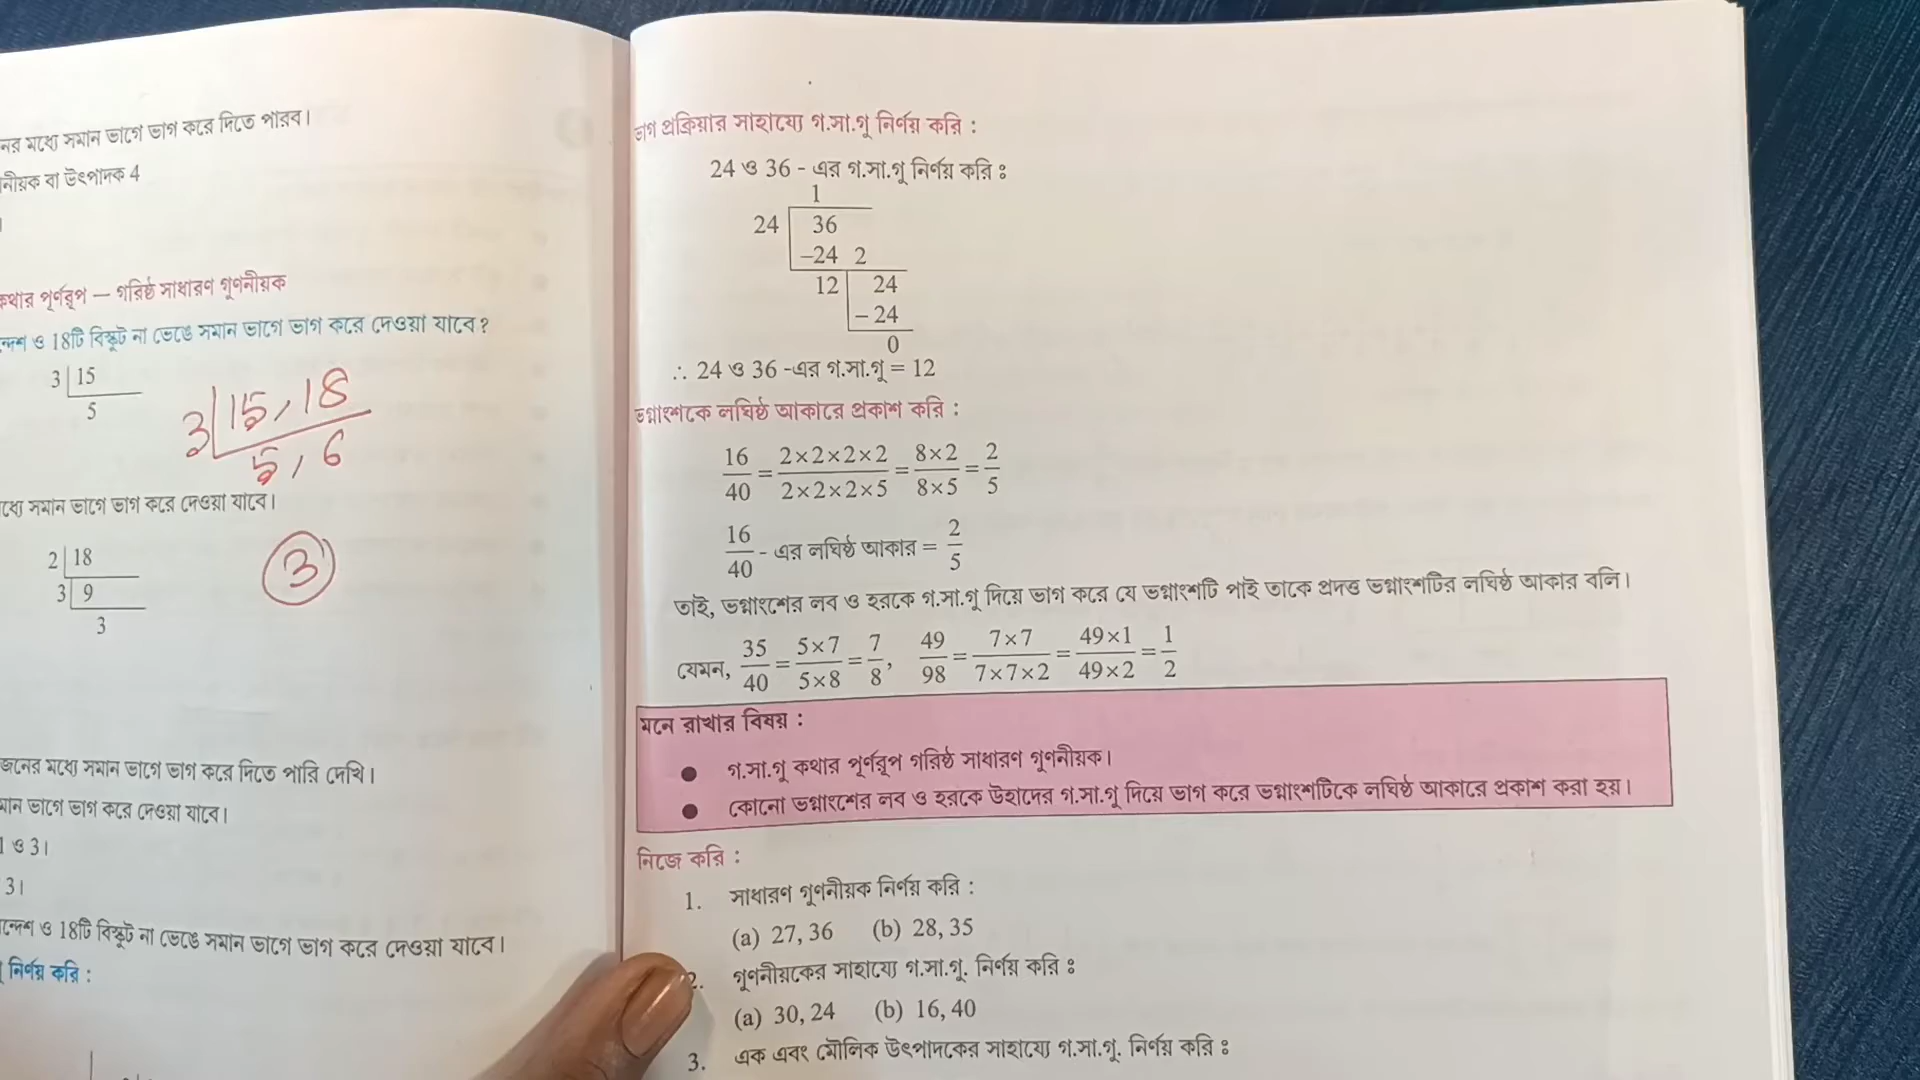 মধ্যে সমান ভাগে ভাগ করে দিতে পারব।
বা উৎপাদক 4
কথার পূর্ণরূপ — গরিষ্ঠ সাধারণ গুণনীয়ক
ও 18টি বিস্কুট না ভেঙে সমান ভাগে ভাগ করে দেওয়া যাবে?
3 15
5
3 15, 18
5, 6
সমান ভাগে ভাগ করে দেওয়া যাবে।
2 18
3 9
3
3
মধ্যে সমান ভাগে ভাগ করে দিতে পারি দেখি।
ভাগে ভাগ করে দেওয়া যাবে।
1 ও 3।
3।
ও 18টি বিস্কুট না ভেঙে সমান ভাগে ভাগ করে দেওয়া যাবে।
নির্ণয় করি :
ভাগ প্রক্রিয়ার সাহায্যে গ.সা.গু নির্ণয় করি :
24 ও 36 - এর গ.সা.গু নির্ণয় করি ঃ
1
24 36
–24 2
12 24
– 24
0
∴ 24 ও 36 -এর গ.সা.গু = 12
ভগ্নাংশকে লঘিষ্ঠ আকারে প্রকাশ করি :
16/40 = 2×2×2×2/2×2×2×5 = 8×2/8×5 = 2/5
16/40 - এর লঘিষ্ঠ আকার = 2/5
তাই, ভগ্নাংশের লব ও হরকে গ.সা.গু দিয়ে ভাগ করে যে ভগ্নাংশটি পাই তাকে প্রদত্ত ভগ্নাংশটির লঘিষ্ঠ আকার বলি।
যেমন, 35/40 = 5×7/5×8 = 7/8, 49/98 = 7×7/7×7×2 = 49×1/49×2 = 1/2
মনে রাখার বিষয় :
● গ.সা.গু কথার পূর্ণরূপ গরিষ্ঠ সাধারণ গুণনীয়ক।
● কোনো ভগ্নাংশের লব ও হরকে উহাদের গ.সা.গু দিয়ে ভাগ করে ভগ্নাংশটিকে লঘিষ্ঠ আকারে প্রকাশ করা হয়।
নিজে করি :
1. সাধারণ গুণনীয়ক নির্ণয় করি :
(a) 27, 36 (b) 28, 35
2. গুণনীয়কের সাহায্যে গ.সা.গু. নির্ণয় করি ঃ
(a) 30, 24 (b) 16, 40
3. এক এবং মৌলিক উৎপাদকের সাহায্যে গ.সা.গু. নির্ণয় করি ঃ